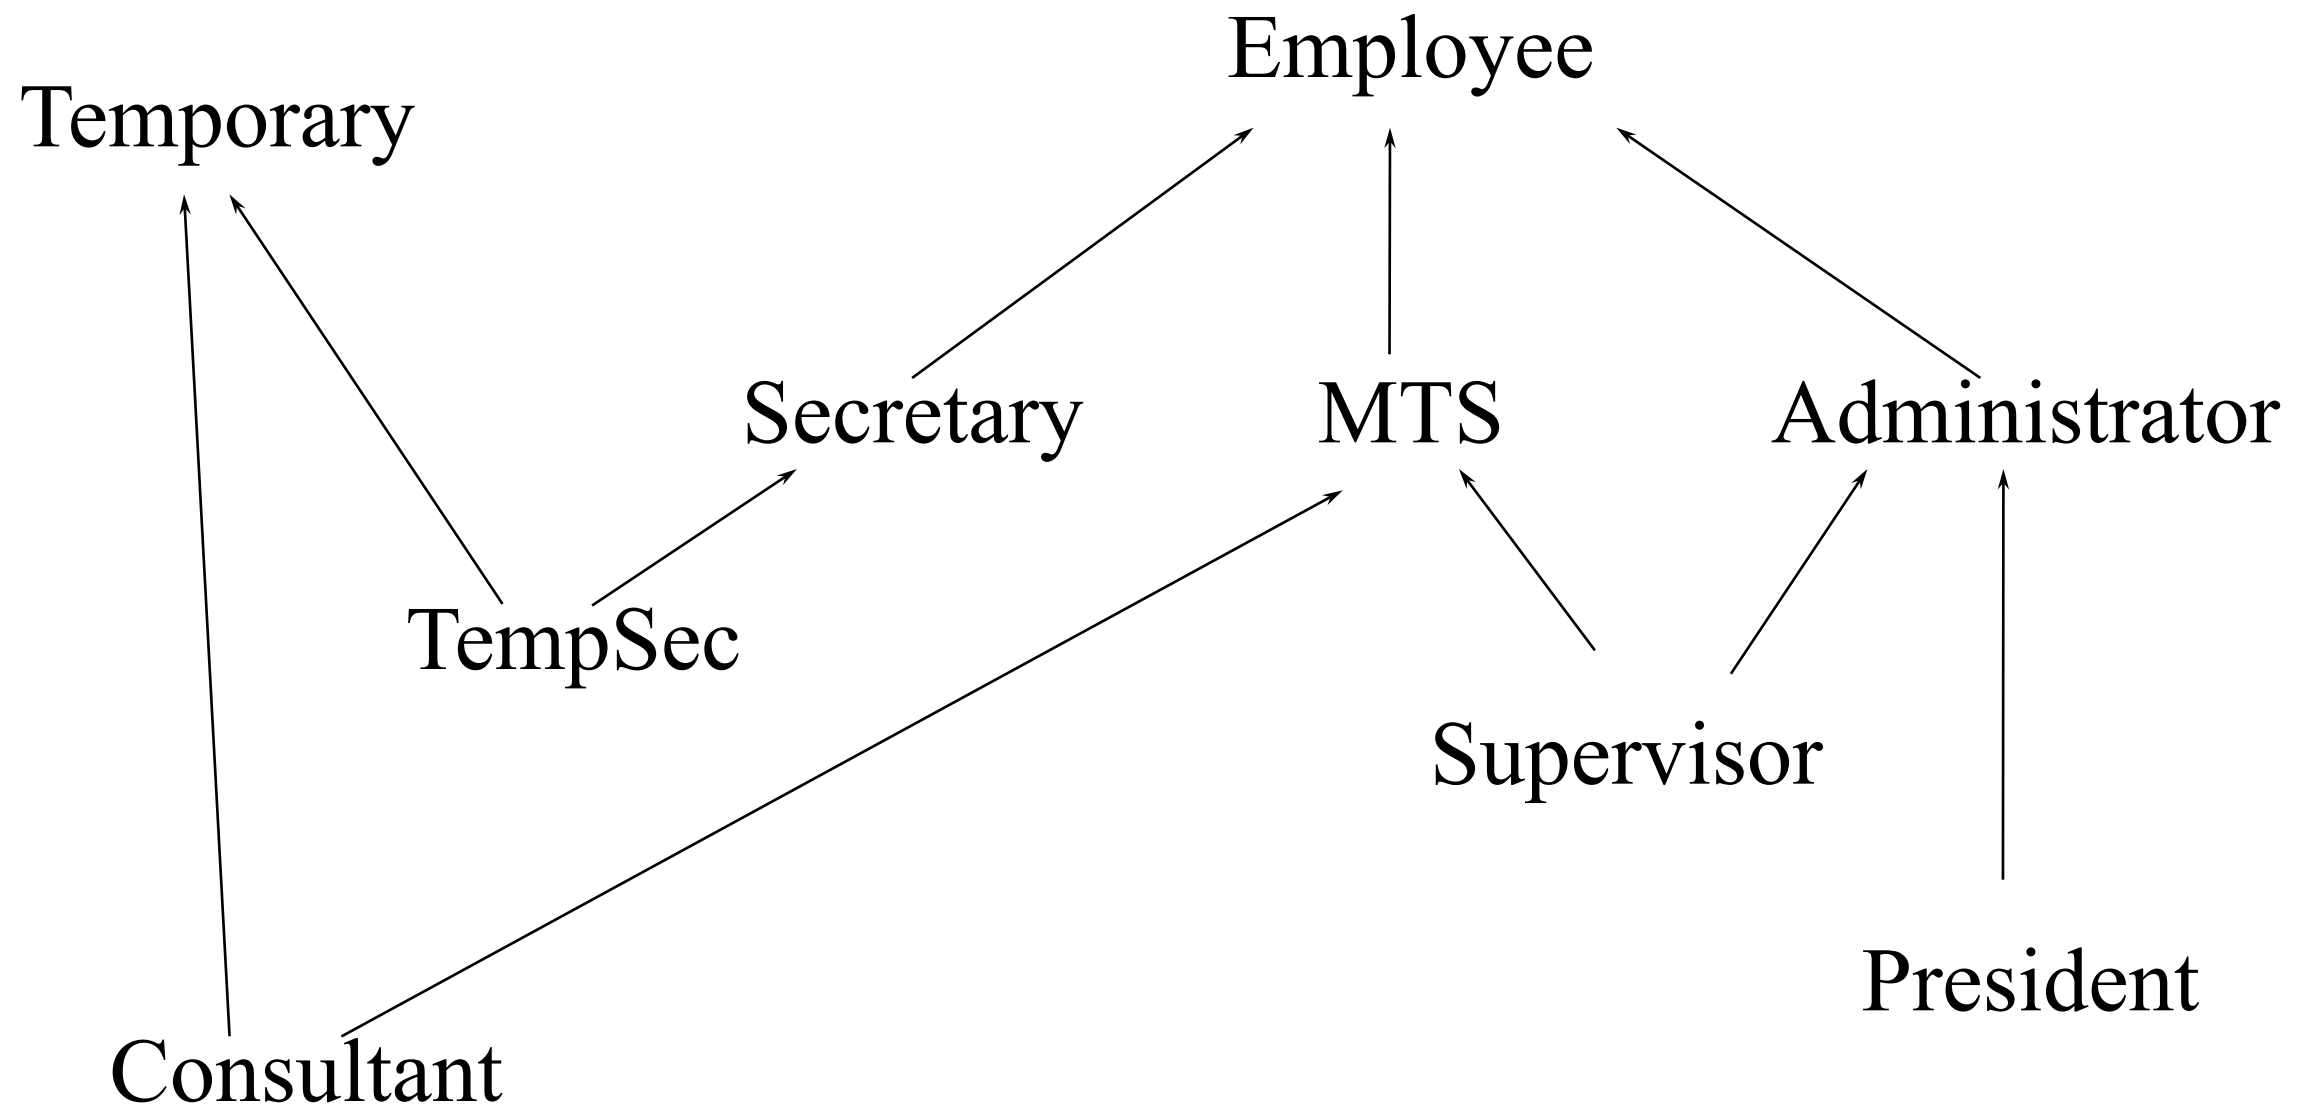 Employee
Temporary
Secretary
MTS
Administrator
TempSec
Supervisor
President
Consultant